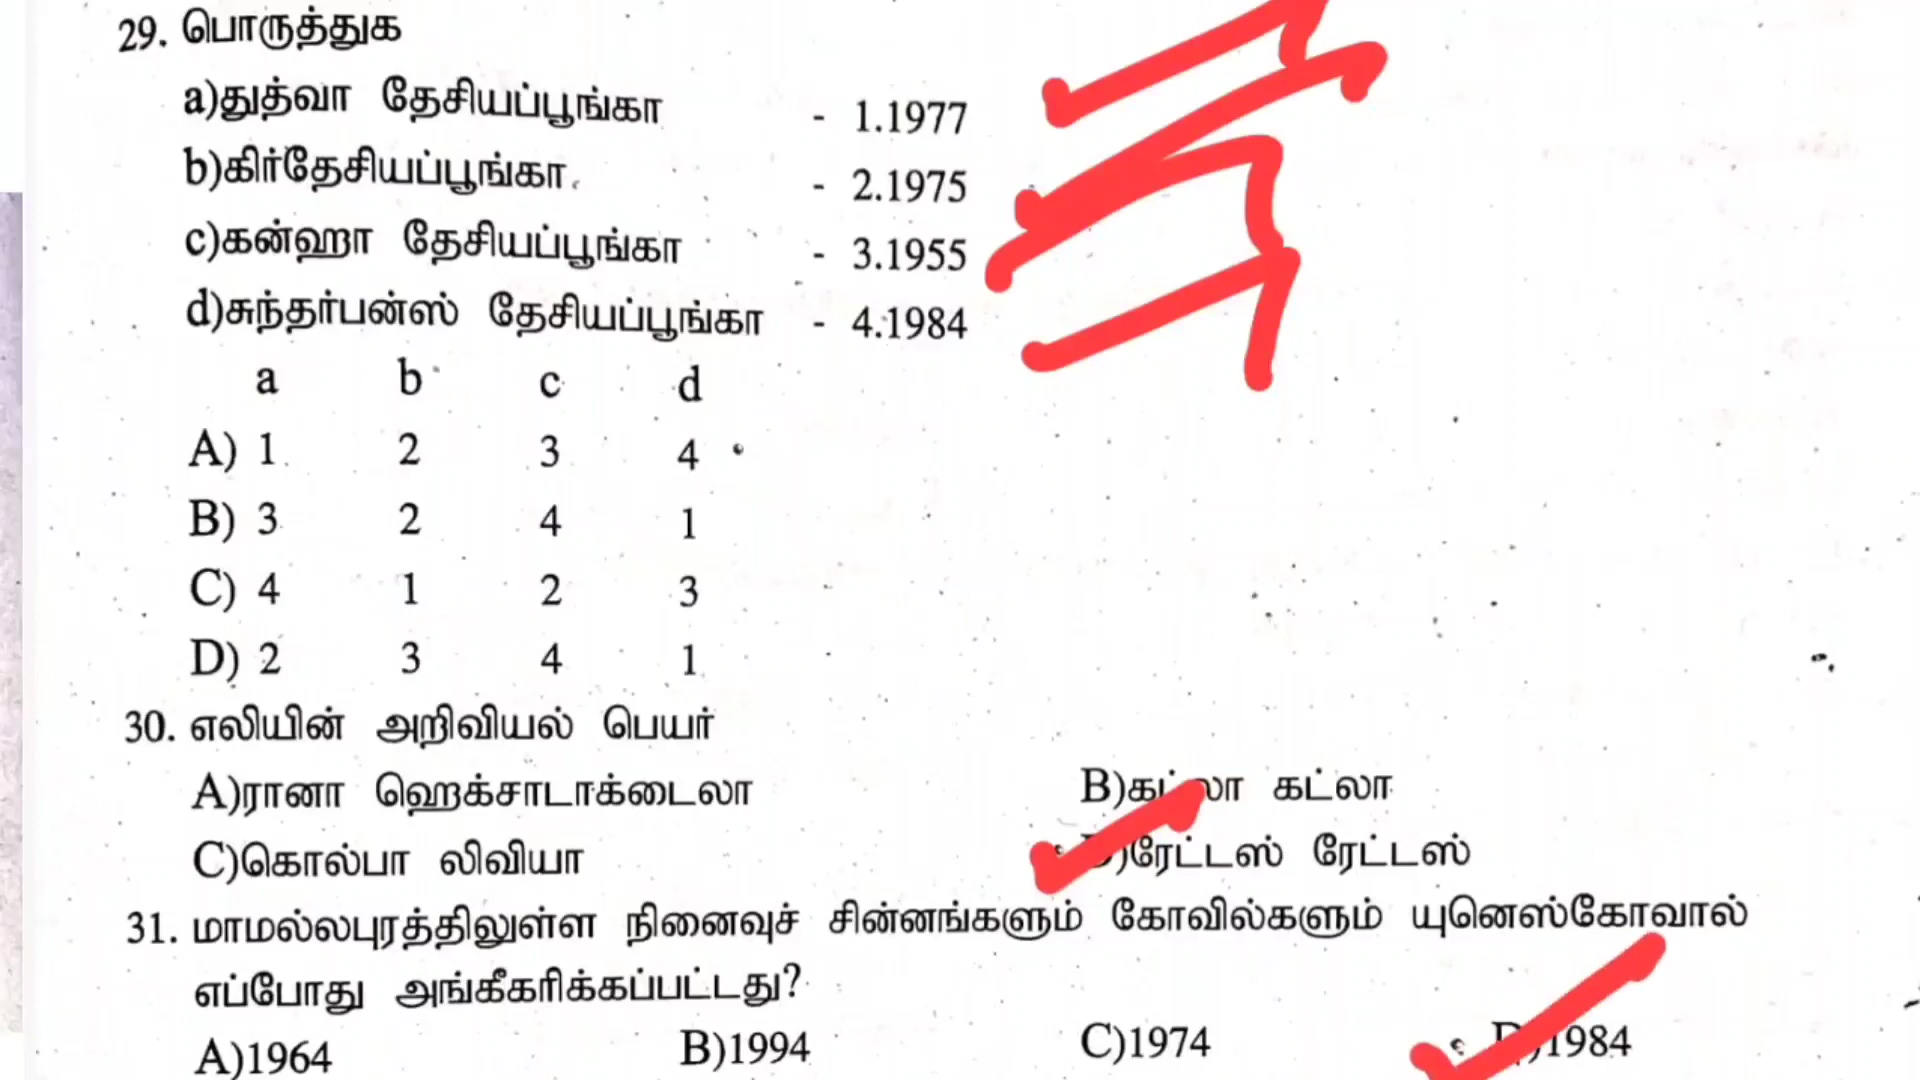 29. பொருத்துக
a)துத்வா தேசியப்பூங்கா - 1.1977
b)கிர்தேசியப்பூங்கா - 2.1975
c)கன்ஹா தேசியப்பூங்கா - 3.1955
d)சுந்தர்பன்ஸ் தேசியப்பூங்கா - 4.1984
a b c d
A) 1 2 3 4
B) 3 2 4 1
C) 4 1 2 3
D) 2 3 4 1
30. எலியின் அறிவியல் பெயர்
A)ரானா ஹெக்சாடாக்டைலா B)கட்லா கட்லா
C)கொல்பா லிவியா D)ரேட்டஸ் ரேட்டஸ்
31. மாமல்லபுரத்திலுள்ள நினைவுச் சின்னங்களும் கோவில்களும் யுனெஸ்கோவால்
எப்போது அங்கீகரிக்கப்பட்டது?
A)1964 B)1994 C)1974 D)1984